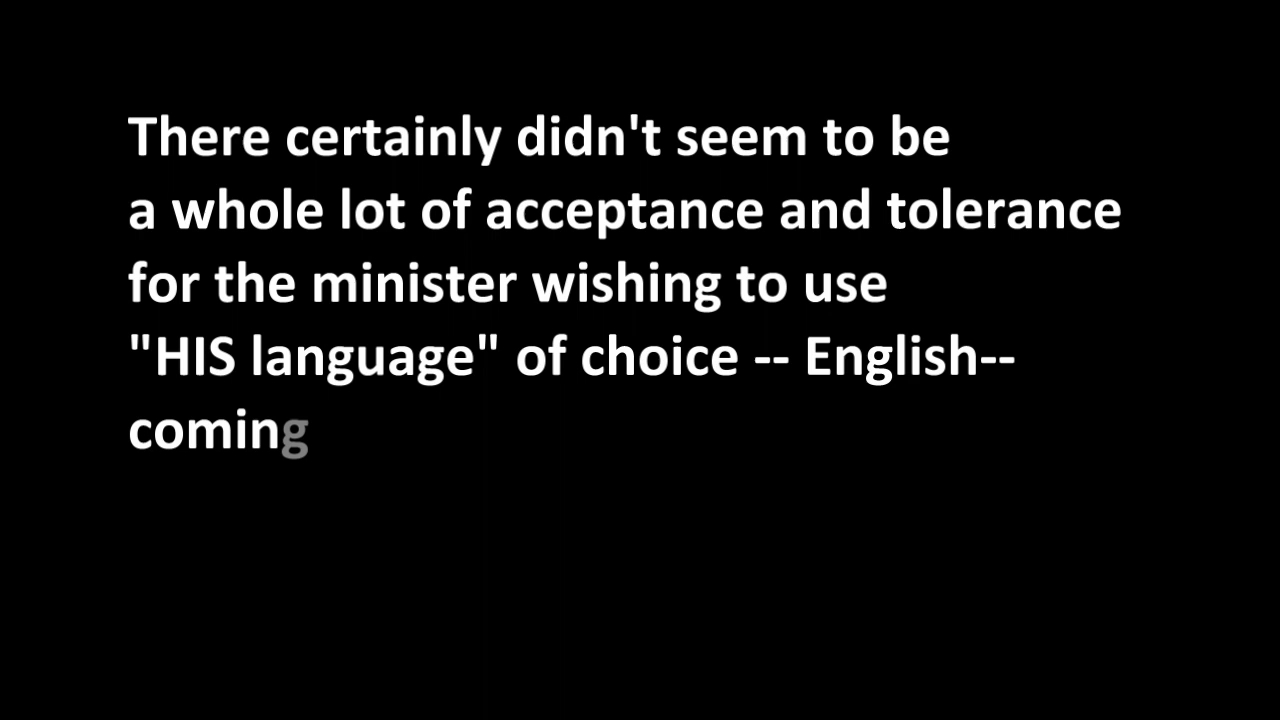 There certainly didn't seem to be
a whole lot of acceptance and tolerance
for the minister wishing to use
"HIS language" of choice -- English--
coming